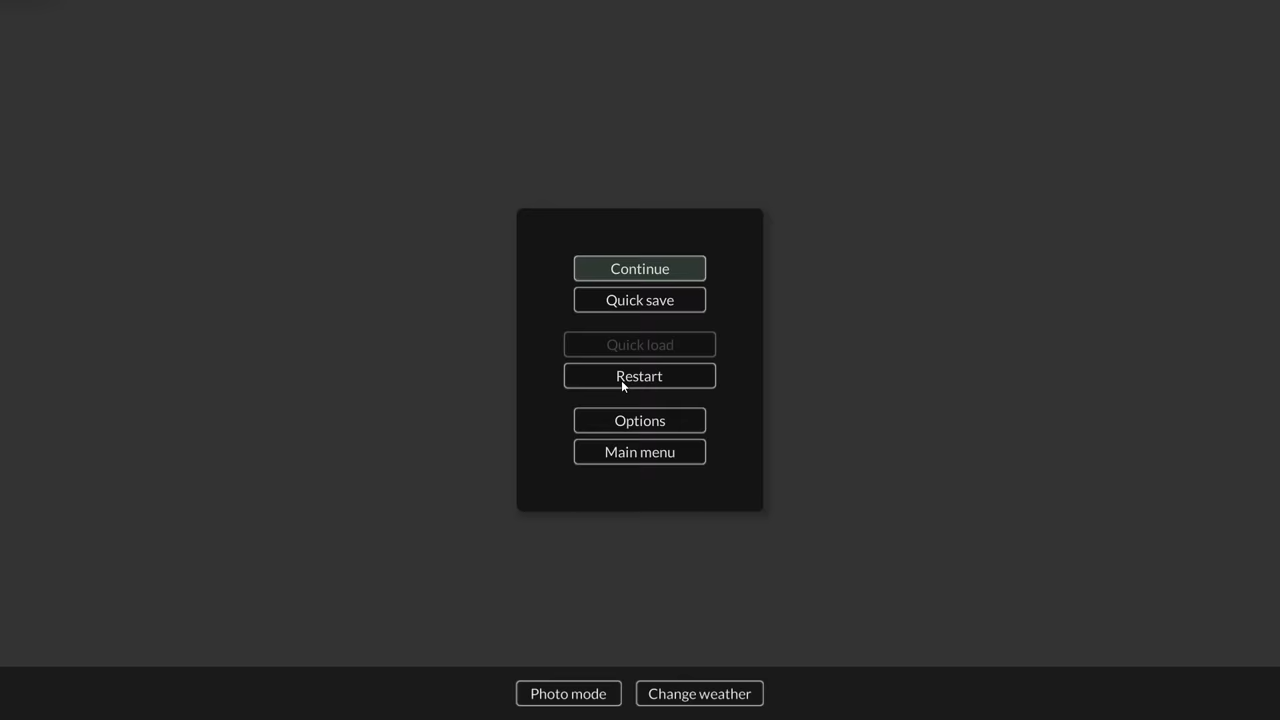 Continue
Quick save
Quick load
Restart
Options
Main menu
Photo mode
Change weather